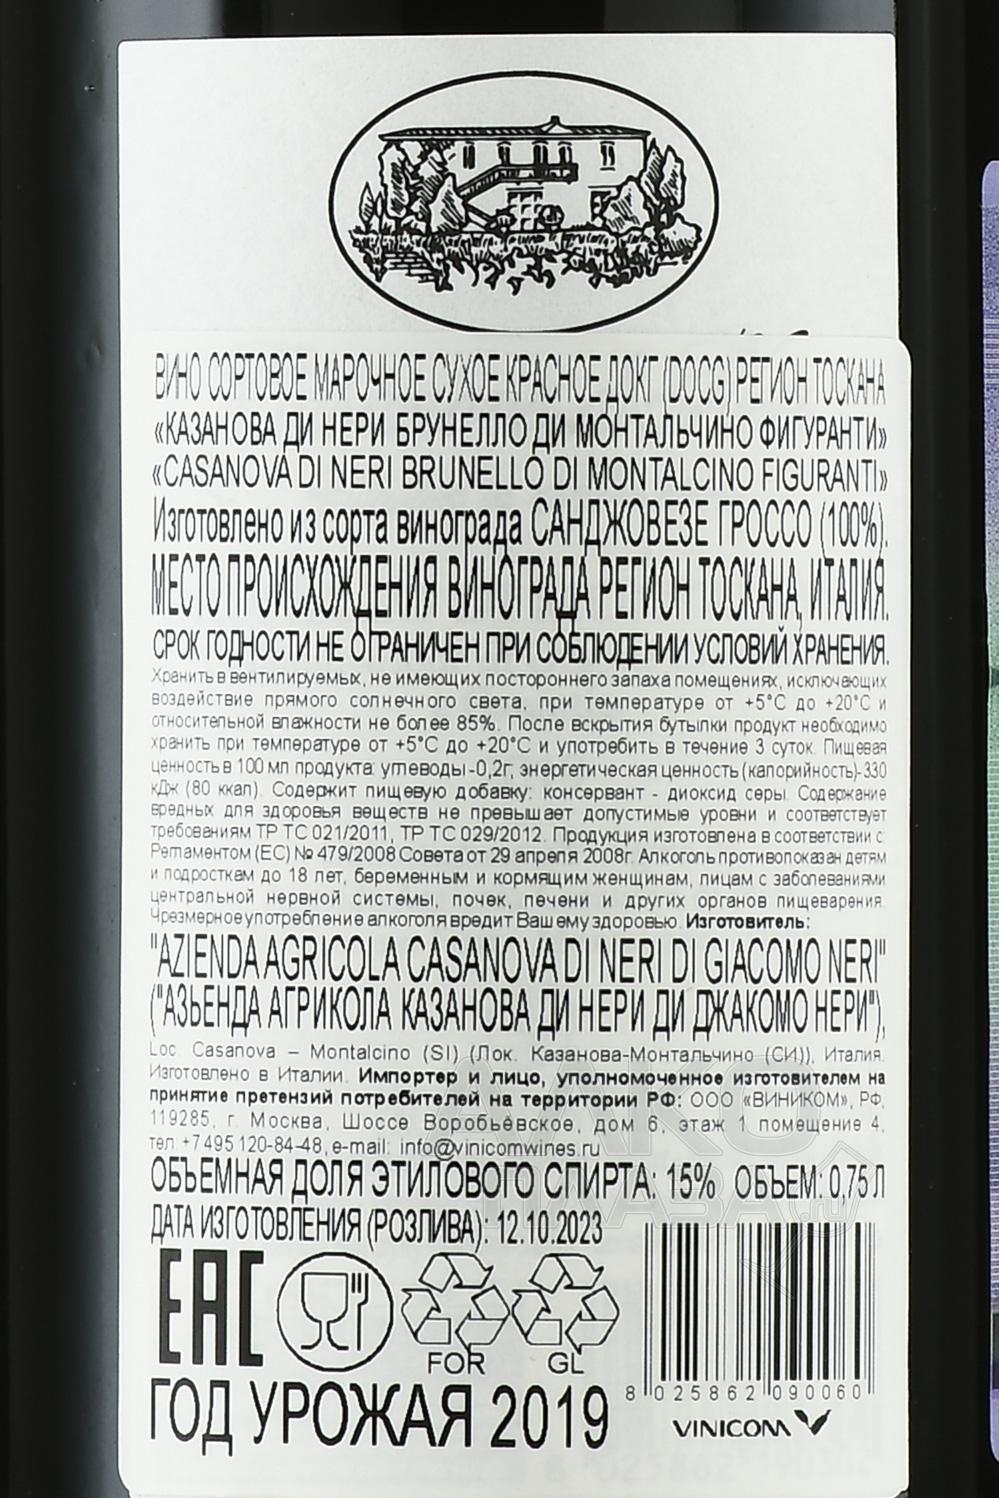 ВИНО СОРТОВОЕ МАРОЧНОЕ СУХОЕ КРАСНОЕ ДОКГ (DOCG) РЕГИОН ТОСКАНА
«КАЗАНОВА ДИ НЕРИ БРУНЕЛЛО ДИ МОНТАЛЬЧИНО ФИГУРАНТИ»
«CASANOVA DI NERI BRUNELLO DI MONTALCINO FIGURANTI»
Изготовлено из сорта винограда САНДЖОВЕЗЕ ГРОССО (100%).
МЕСТО ПРОИСХОЖДЕНИЯ ВИНОГРАДА РЕГИОН ТОСКАНА, ИТАЛИЯ.
СРОК ГОДНОСТИ НЕ ОГРАНИЧЕН ПРИ СОБЛЮДЕНИИ УСЛОВИЙ ХРАНЕНИЯ.
Хранить в вентилируемых, не имеющих постороннего запаха помещениях, исключающих
воздействие прямого солнечного света, при температуре от +5°С до +20°С и
относительной влажности не более 85%. После вскрытия бутылки продукт необходимо
хранить при температуре от +5°С до +20°С и употребить в течение 3 суток. Пищевая
ценность в 100 мл продукта: углеводы -0,2г, энергетическая ценность (калорийность)-330
кДж (80 ккал). Содержит пищевую добавку: консервант - диоксид серы. Содержание
вредных для здоровья веществ не превышает допустимые уровни и соответствует
требованиям ТР ТС 021/2011, ТР ТС 029/2012. Продукция изготовлена в соответствии с
Регламентом (ЕС) № 479/2008 Совета от 29 апреля 2008г. Алкоголь противопоказан детям
и подросткам до 18 лет, беременным и кормящим женщинам, лицам с заболеваниями
центральной нервной системы, почек, печени и других органов пищеварения.
Чрезмерное употребление алкоголя вредит Вашему здоровью. Изготовитель:
"AZIENDA AGRICOLA CASANOVA DI NERI DI GIACOMO NERI"
("АЗЬЕНДА АГРИКОЛА КАЗАНОВА ДИ НЕРИ ДИ ДЖАКОМО НЕРИ"),
Loc. Casanova – Montalcino (SI) (Лок. Казанова-Монтальчино (СИ)), Италия.
Изготовлено в Италии. Импортер и лицо, уполномоченное изготовителем на
принятие претензий потребителей на территории РФ: ООО «ВИНИКОМ», РФ,
119285, г. Москва, Шоссе Воробьёвское, дом 6, этаж 1 помещение 4,
тел: +7 495 120-84-48, e-mail: info@vinicomwines.ru
ОБЪЕМНАЯ ДОЛЯ ЭТИЛОВОГО СПИРТА: 15% ОБЪЕМ: 0,75 Л
ДАТА ИЗГОТОВЛЕНИЯ (РОЗЛИВА): 12.10.2023
EAC
FOR GL
8 025862 090060
ГОД УРОЖАЯ 2019
VINICOM
АЛКО
ПЛАЗА.ru